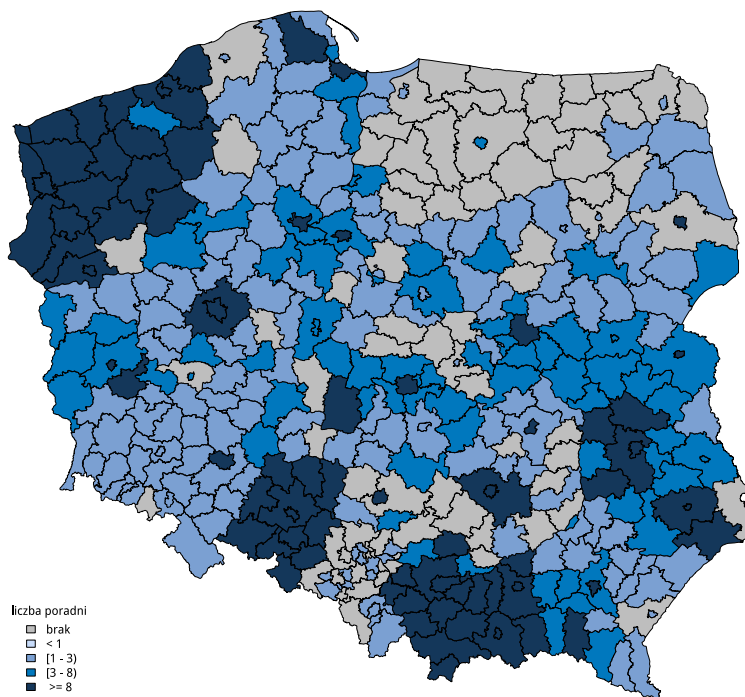 liczba poradni
brak
< 1
[1 - 3)
[3 - 8)
>= 8